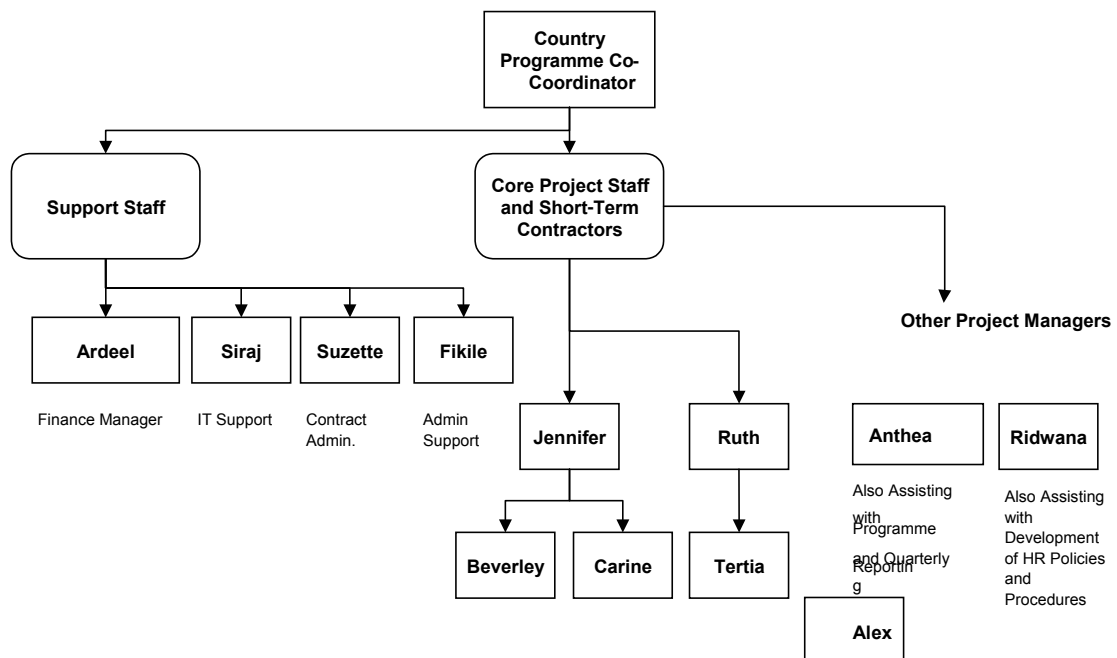 Country
Programme Co-
Coordinator
Support Staff
Core Project Staff
and Short-Term
Contractors
Other Project Managers
Ardeel
Siraj
Suzette
Fikile
Finance Manager
IT Support
Contract
Admin.
Admin
Support
Jennifer
Ruth
Anthea
Ridwana
Also Assisting
with
Programme
and Quarterly
Reportin
g
Also Assisting
with
Development
of HR Policies
and
Procedures
Beverley
Carine
Tertia
Alex